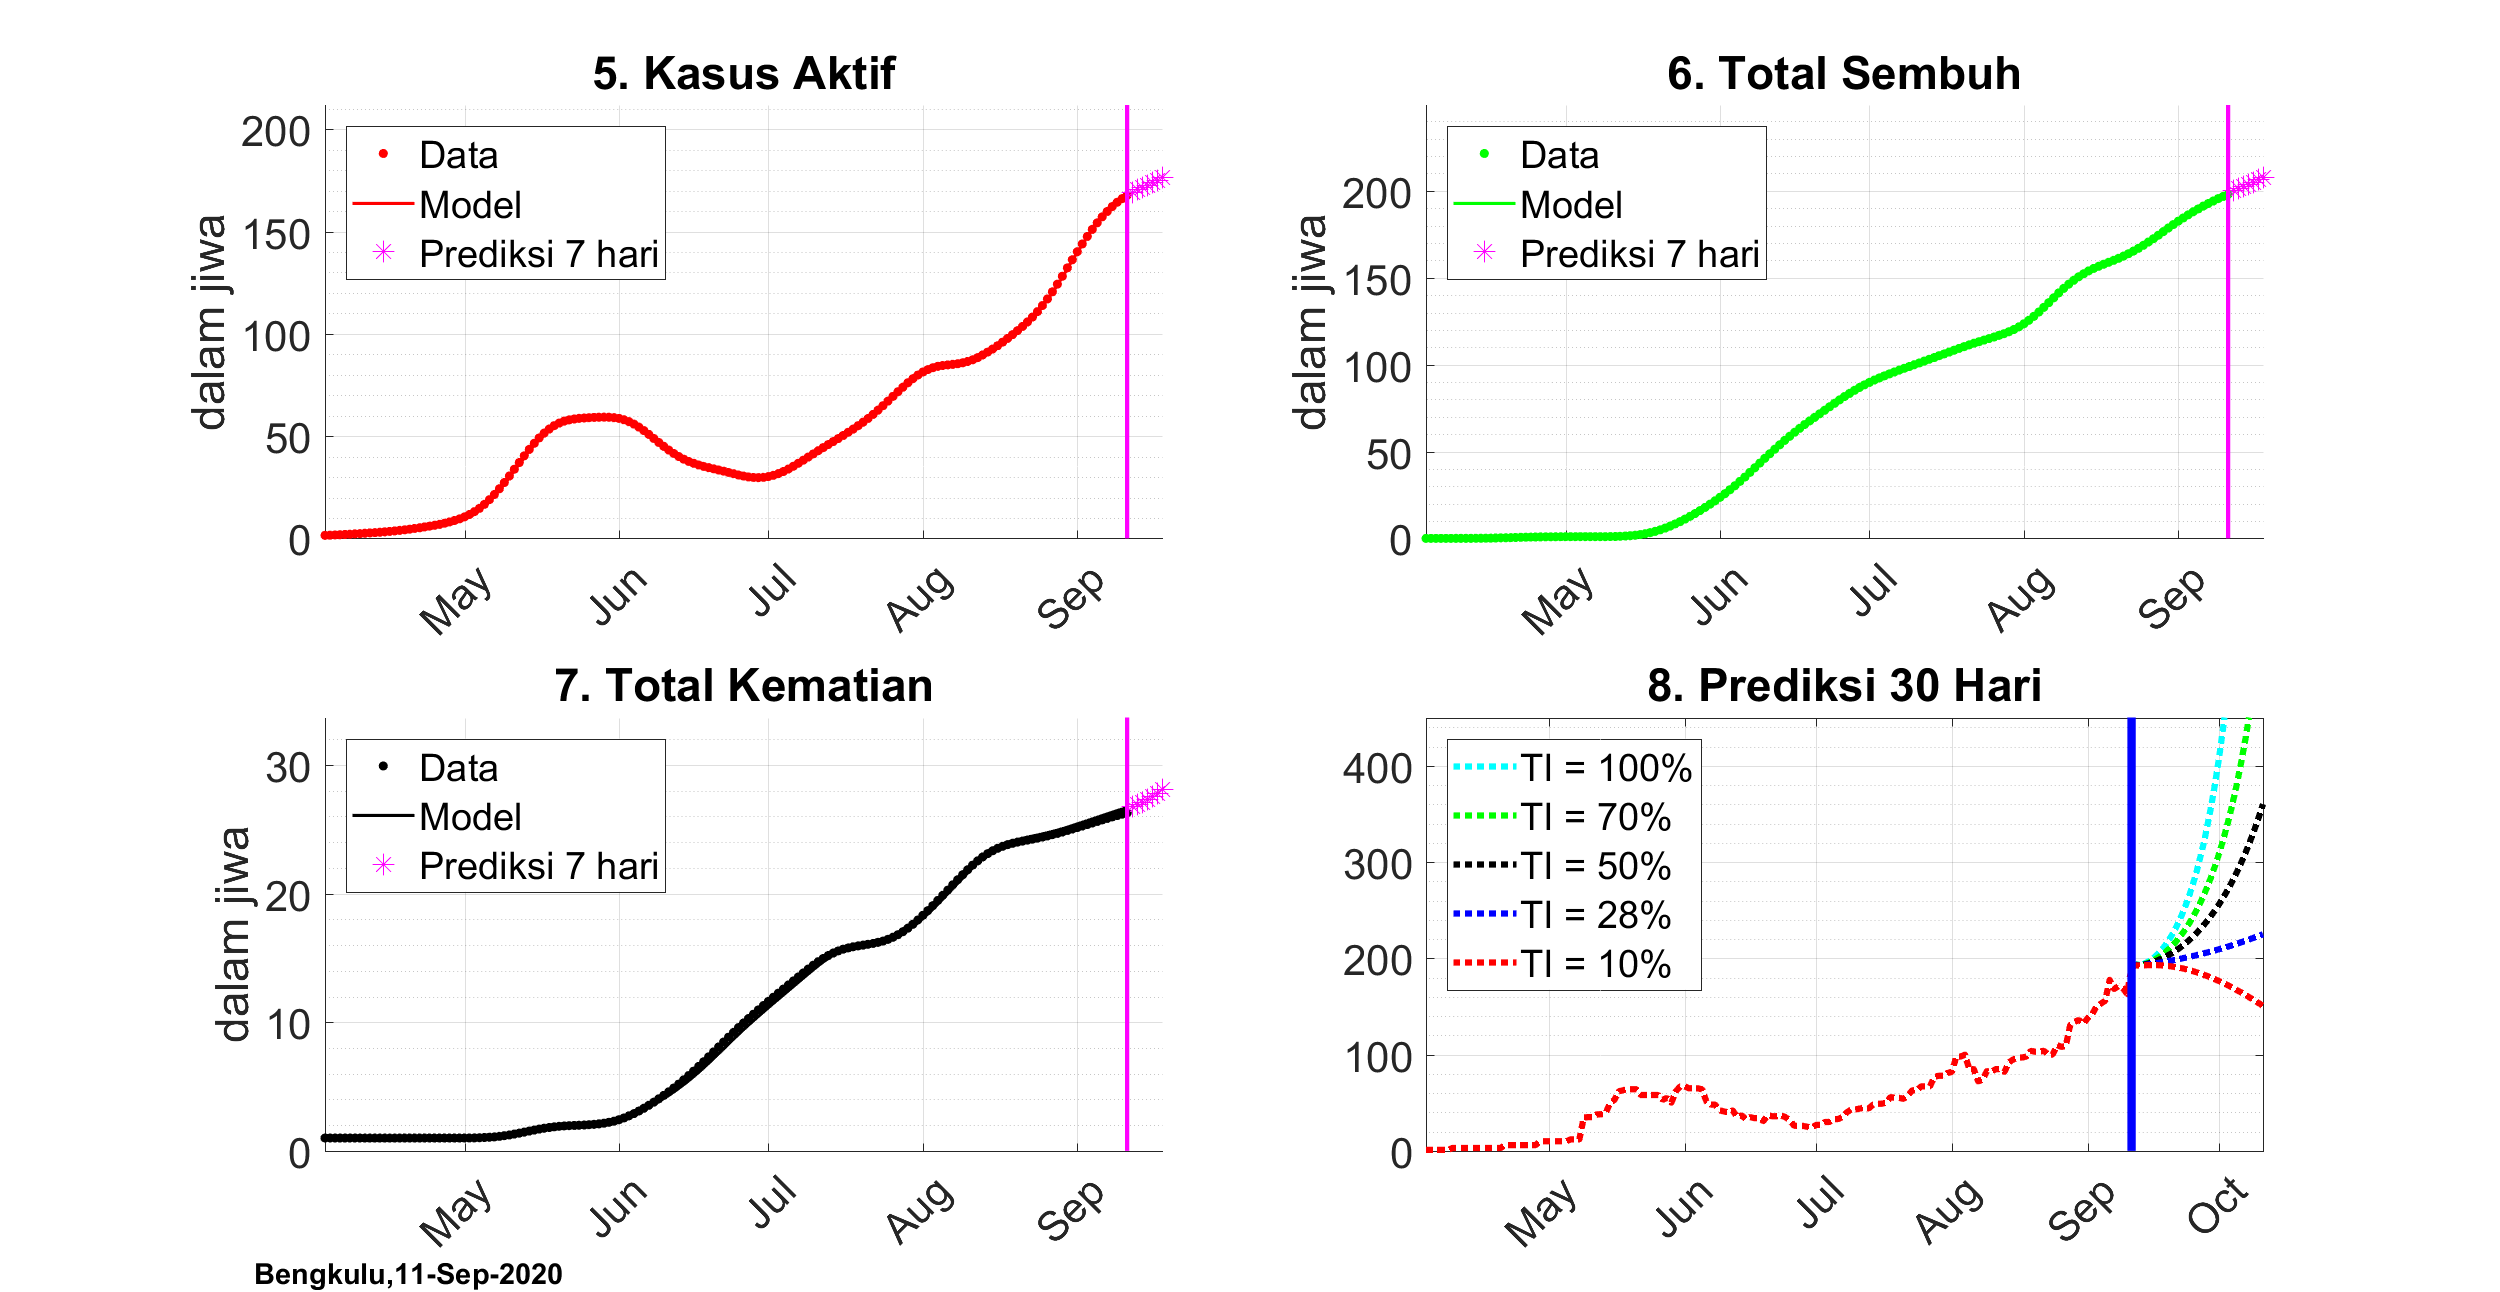 5. Kasus Aktif
200
150
100
50
0
dalam jiwa
Data
Model
Prediksi 7 hari
May
Jun
Jul
Aug
Sep
6. Total Sembuh
200
150
100
50
0
dalam jiwa
Data
Model
Prediksi 7 hari
May
Jun
Jul
Aug
Sep
7. Total Kematian
30
20
10
0
dalam jiwa
Data
Model
Prediksi 7 hari
May
Jun
Jul
Aug
Sep
8. Prediksi 30 Hari
400
300
200
100
0
TI = 100%
TI = 70%
TI = 50%
TI = 28%
TI = 10%
May
Jun
Jul
Aug
Sep
Oct
Bengkulu,11-Sep-2020